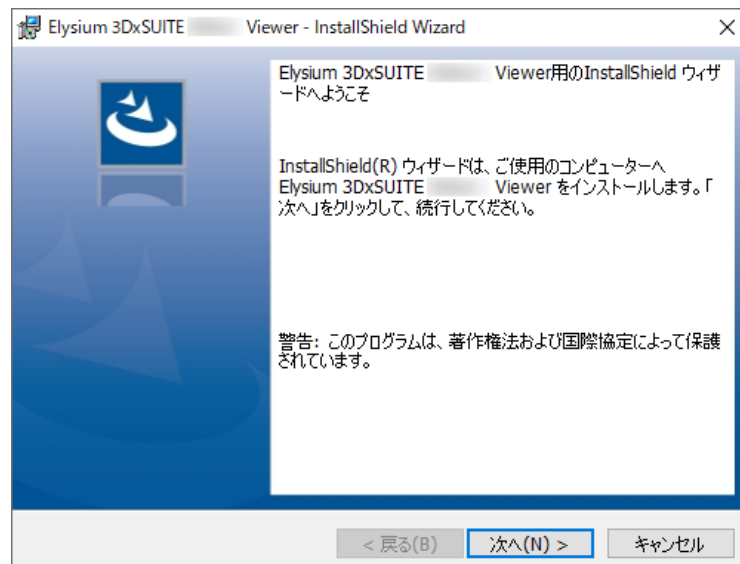 Elysium 3DxSUITE Viewer - InstallShield Wizard
Elysium 3DxSUITE Viewer用のInstallShield ウィザ
ードへようこそ
InstallShield(R) ウィザードは、ご使用のコンピューターへ
Elysium 3DxSUITE Viewer をインストールします。「
次へ」をクリックして、続行してください。
警告: このプログラムは、著作権法および国際協定によって保護
されています。
< 戻る(B)
次へ(N) >
キャンセル